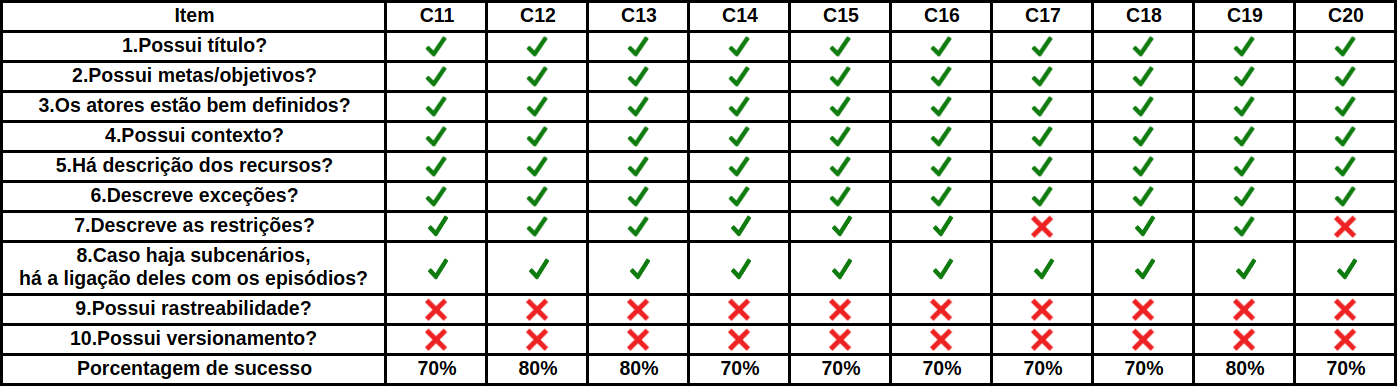 Item C11 C12 C13 C14 C15 C16 C17 C18 C19 C20
1.Possui título? ✓ ✓ ✓ ✓ ✓ ✓ ✓ ✓ ✓ ✓
2.Possui metas/objetivos? ✓ ✓ ✓ ✓ ✓ ✓ ✓ ✓ ✓ ✓
3.Os atores estão bem definidos? ✓ ✓ ✓ ✓ ✓ ✓ ✓ ✓ ✓ ✓
4.Possui contexto? ✓ ✓ ✓ ✓ ✓ ✓ ✓ ✓ ✓ ✓
5.Há descrição dos recursos? ✓ ✓ ✓ ✓ ✓ ✓ ✓ ✓ ✓ ✓
6.Descreve exceções? ✓ ✓ ✓ ✓ ✓ ✓ ✓ ✓ ✓ ✓
7.Descreve as restrições? ✓ ✓ ✓ ✓ ✓ ✓ ❌ ✓ ✓ ❌
8.Caso haja subcenários,
há a ligação deles com os episódios? ✓ ✓ ✓ ✓ ✓ ✓ ✓ ✓ ✓ ✓
9.Possui rastreabilidade? ❌ ❌ ❌ ❌ ❌ ❌ ❌ ❌ ❌ ❌
10.Possui versionamento? ❌ ❌ ❌ ❌ ❌ ❌ ❌ ❌ ❌ ❌
Porcentagem de sucesso 70% 80% 80% 70% 70% 70% 70% 70% 80% 70%